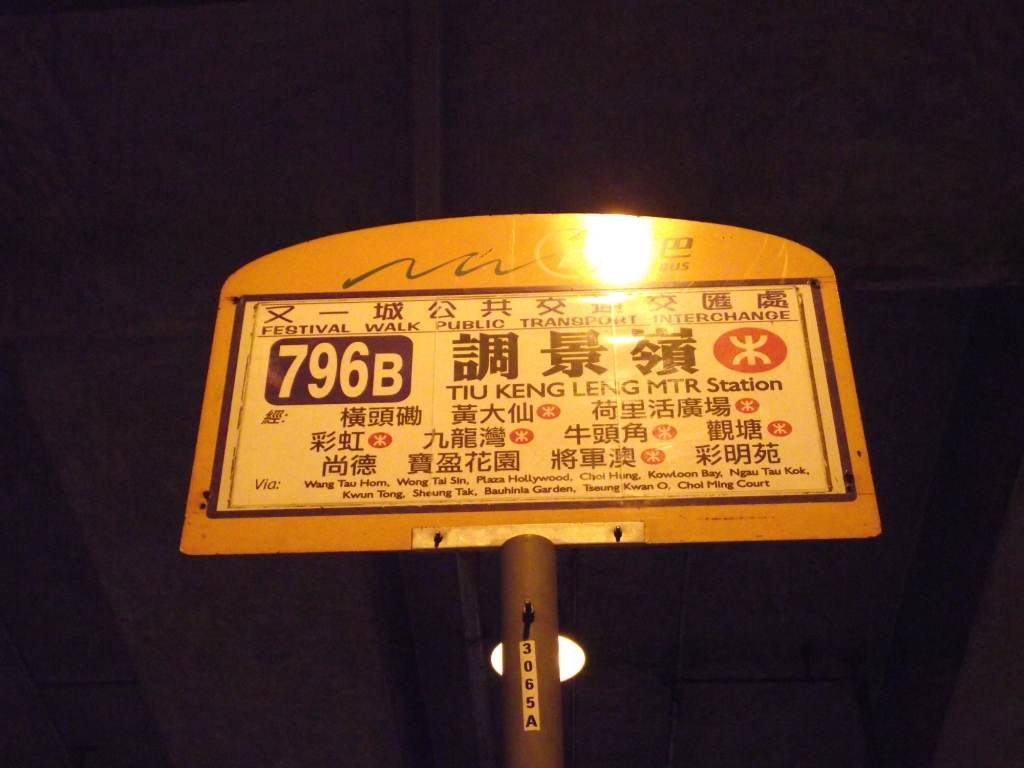 巴
BUS
又一城公共交通交匯處
FESTIVAL WALK PUBLIC TRANSPORT INTERCHANGE
796B 調景嶺
TIU KENG LENG MTR Station
經: 橫頭磡 黃大仙 荷里活廣場
彩虹 九龍灣 牛頭角 觀塘
尚德 寶盈花園 將軍澳 彩明苑
Via: Wang Tau Hom, Wong Tai Sin, Plaza Hollywood, Choi Hung, Kowloon Bay, Ngau Tau Kok,
Kwun Tong, Sheung Tak, Bauhinia Garden, Tseung Kwan O, Choi Ming Court
3065A